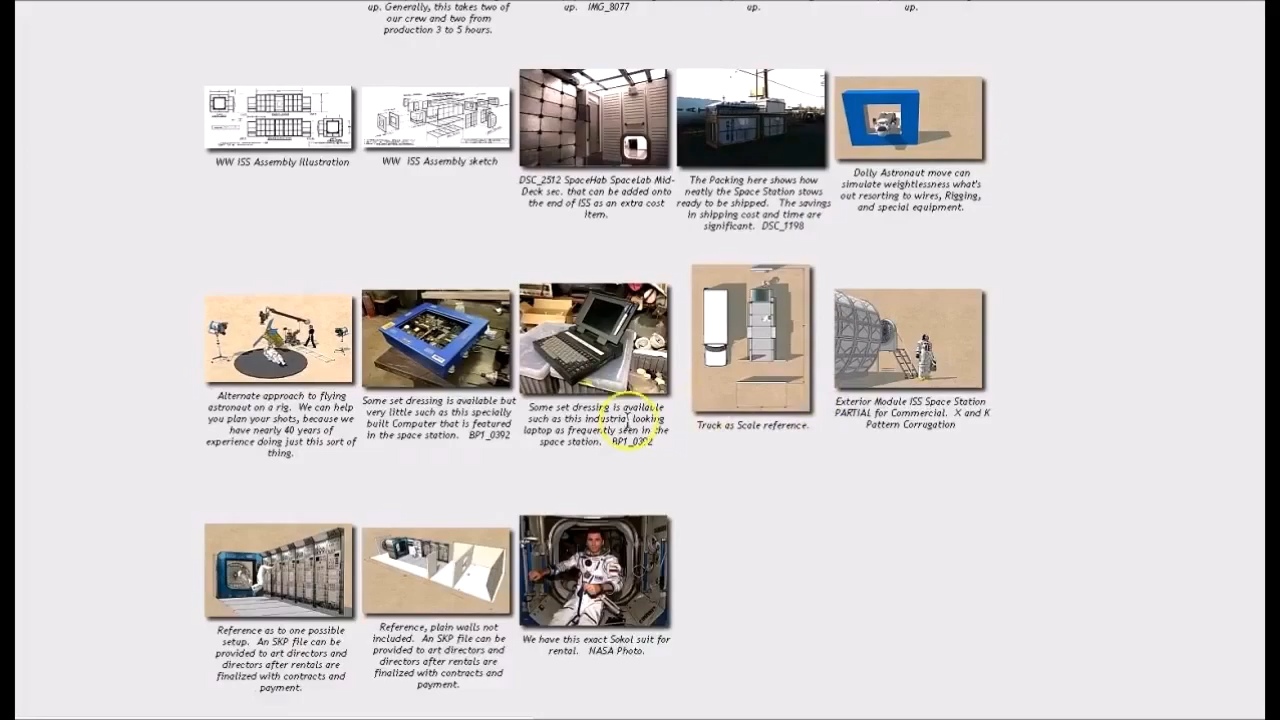 up. Generally, this takes two of
our crew and two from
production 3 to 5 hours.
up. IMG_8077
up.
up.
WW ISS Assembly illustration
WW ISS Assembly sketch
DSC_2512 SpaceHab SpaceLab Mid-
Deck sec. that can be added onto
the end of ISS as an extra cost
item.
The Packing here shows how
neatly the Space Station stows
ready to be shipped. The savings
in shipping cost and time are
significant. DSC_1198
Dolly Astronaut move can
simulate weightlessness what's
out resorting to wires, Rigging,
and special equipment.
Alternate approach to flying
astronaut on a rig. We can help
you plan your shots, because we
have nearly 40 years of
experience doing just this sort of
thing.
Some set dressing is available but
very little such as this specially
built Computer that is featured
in the space station. BP1_0392
Some set dressing is available
such as this industrial looking
laptop as frequently seen in the
space station. BP1_0392
Truck as Scale reference.
Exterior Module ISS Space Station
PARTIAL for Commercial. X and K
Pattern Corrugation
Reference as to one possible
setup. An SKP file can be
provided to art directors and
directors after rentals are
finalized with contracts and
payment.
Reference, plain walls not
included. An SKP file can be
provided to art directors and
directors after rentals are
finalized with contracts and
payment.
We have this exact Sokol suit for
rental. NASA Photo.